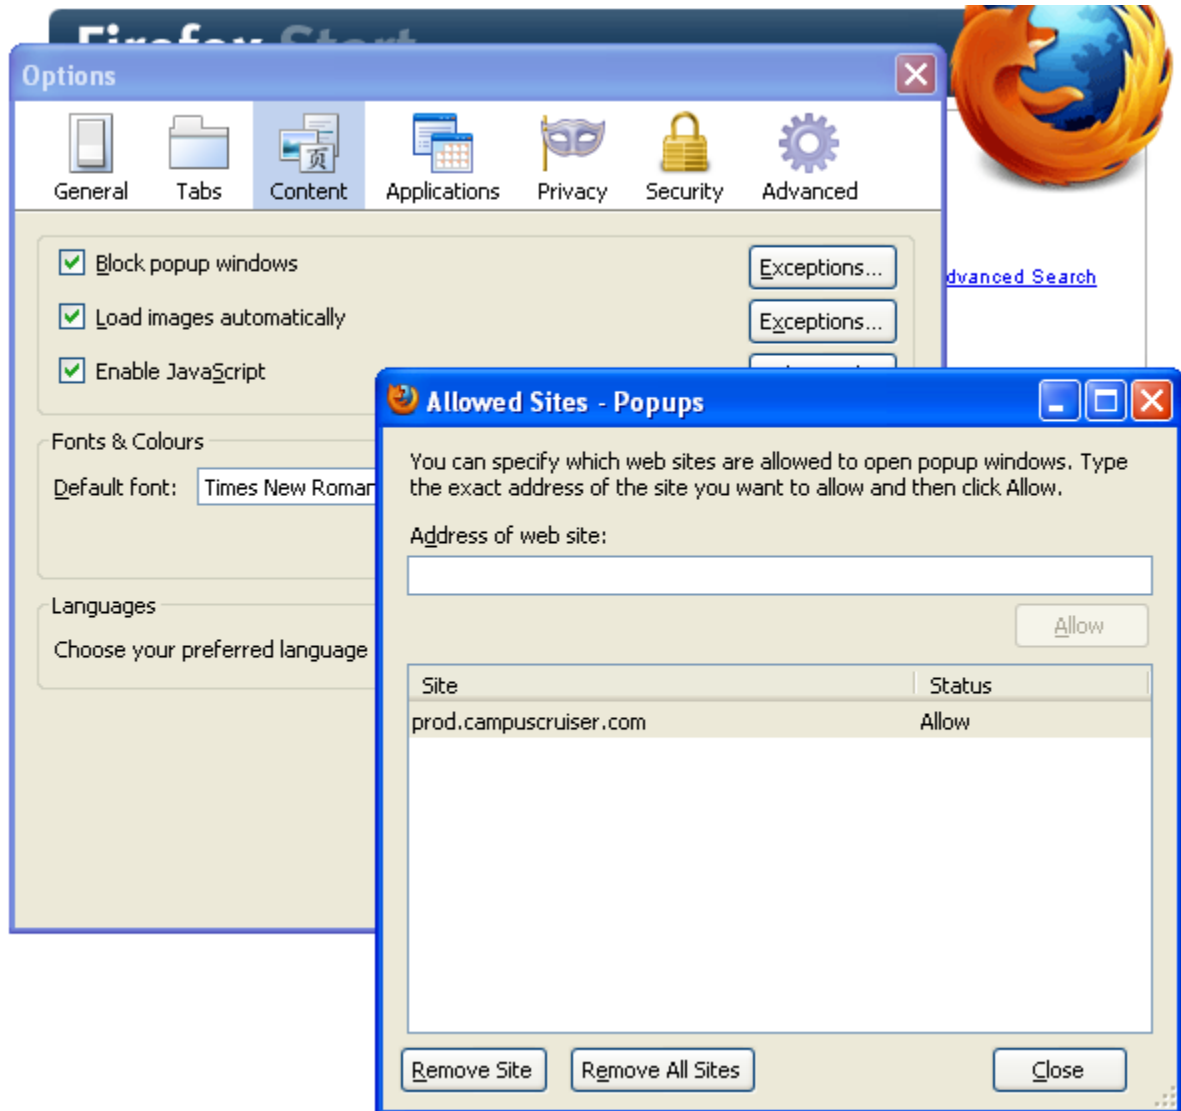 Firefox Start
Options
General
Tabs
页
Content
Applications
Privacy
Security
Advanced
Block popup windows
Exceptions...
dvanced Search
Load images automatically
Exceptions...
Enable JavaScript
Allowed Sites - Popups
Fonts & Colours
You can specify which web sites are allowed to open popup windows. Type
the exact address of the site you want to allow and then click Allow.
Default font:
Times New Roman
Address of web site:
Allow
Languages
Choose your preferred language
Site
Status
prod.campuscruiser.com
Allow
Remove Site
Remove All Sites
Close